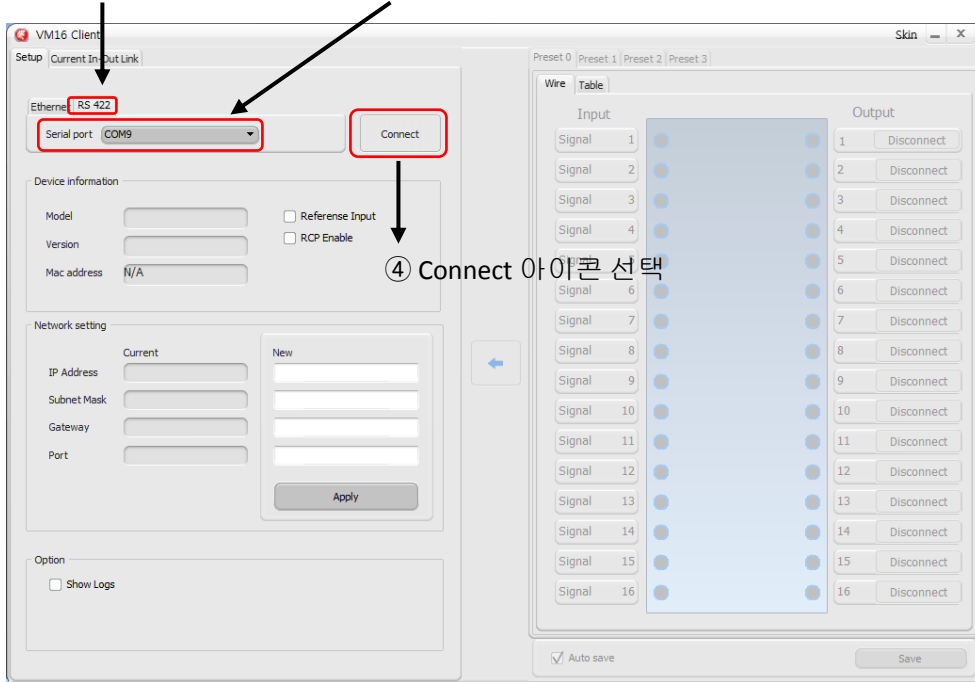 VM16 Client
Skin
Setup
Current In-Out Link
Ethernet
RS 422
Serial port
COM9
Connect
Device information
Model
Version
Mac address
N/A
Referense Input
RCP Enable
④ Connect 아이콘 선택
Network setting
Current
New
IP Address
Subnet Mask
Gateway
Port
Apply
Option
Show Logs
Preset 0
Preset 1
Preset 2
Preset 3
Wire
Table
Input
Output
Signal 1
1 Disconnect
Signal 2
2 Disconnect
Signal 3
3 Disconnect
Signal 4
4 Disconnect
5 Disconnect
Signal 6
6 Disconnect
Signal 7
7 Disconnect
Signal 8
8 Disconnect
Signal 9
9 Disconnect
Signal 10
10 Disconnect
Signal 11
11 Disconnect
Signal 12
12 Disconnect
Signal 13
13 Disconnect
Signal 14
14 Disconnect
Signal 15
15 Disconnect
Signal 16
16 Disconnect
Auto save
Save